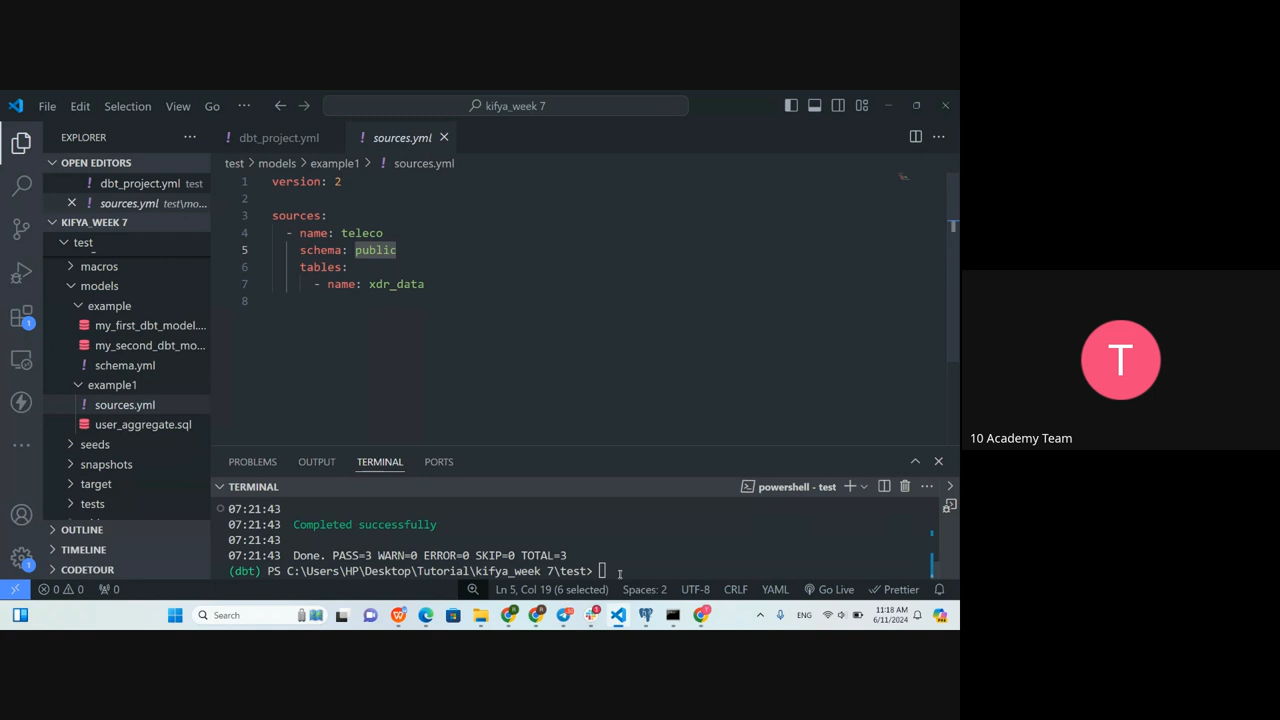 File Edit Selection View Go ··· kifya_week 7
EXPLORER ···
dbt_project.yml
sources.yml
OPEN EDITORS
dbt_project.yml test
sources.yml test\mo...
KIFYA_WEEK 7
test
macros
models
example
my_first_dbt_model....
my_second_dbt_mo...
schema.yml
example1
sources.yml
user_aggregate.sql
seeds
snapshots
target
tests
OUTLINE
TIMELINE
CODETOUR
test > models > example1 > ! sources.yml
1 version: 2
2
3 sources:
4 - name: teleco
5 schema: public
6 tables:
7 - name: xdr_data
8
PROBLEMS OUTPUT TERMINAL PORTS
TERMINAL
powershell - test
07:21:43
07:21:43 Completed successfully
07:21:43
07:21:43 Done. PASS=3 WARN=0 ERROR=0 SKIP=0 TOTAL=3
(dbt) PS C:\Users\HP\Desktop\Tutorial\kifya_week 7\test>
0 0 0 Ln 5, Col 19 (6 selected) Spaces: 2 UTF-8 CRLF YAML Go Live Prettier
Search
ENG
11:18 AM
6/11/2024
T
10 Academy Team